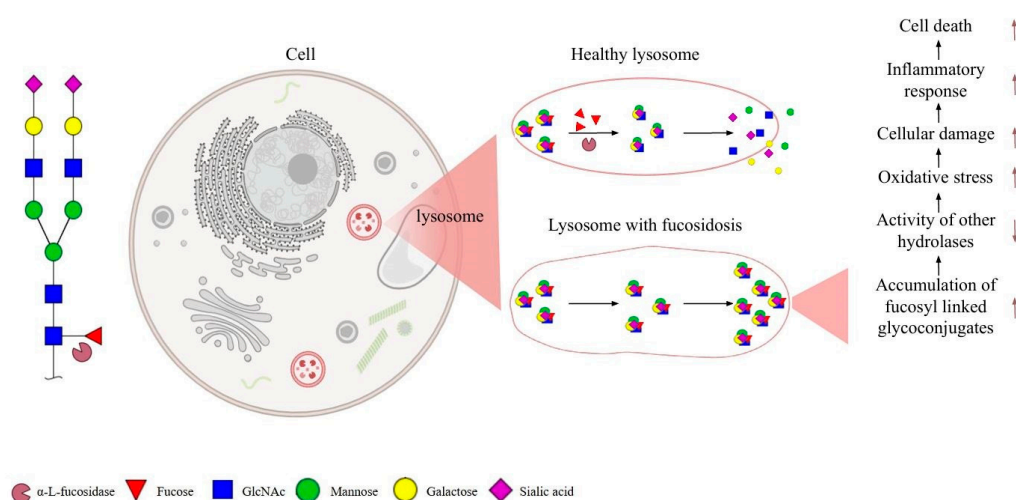 Cell
lysosome
Healthy lysosome
Lysosome with fucosidosis
Cell death
Inflammatory
response
Cellular damage
Oxidative stress
Activity of other
hydrolases
Accumulation of
fucosyl linked
glycoconjugates
α-L-fucosidase
Fucose
GlcNAc
Mannose
Galactose
Sialic acid